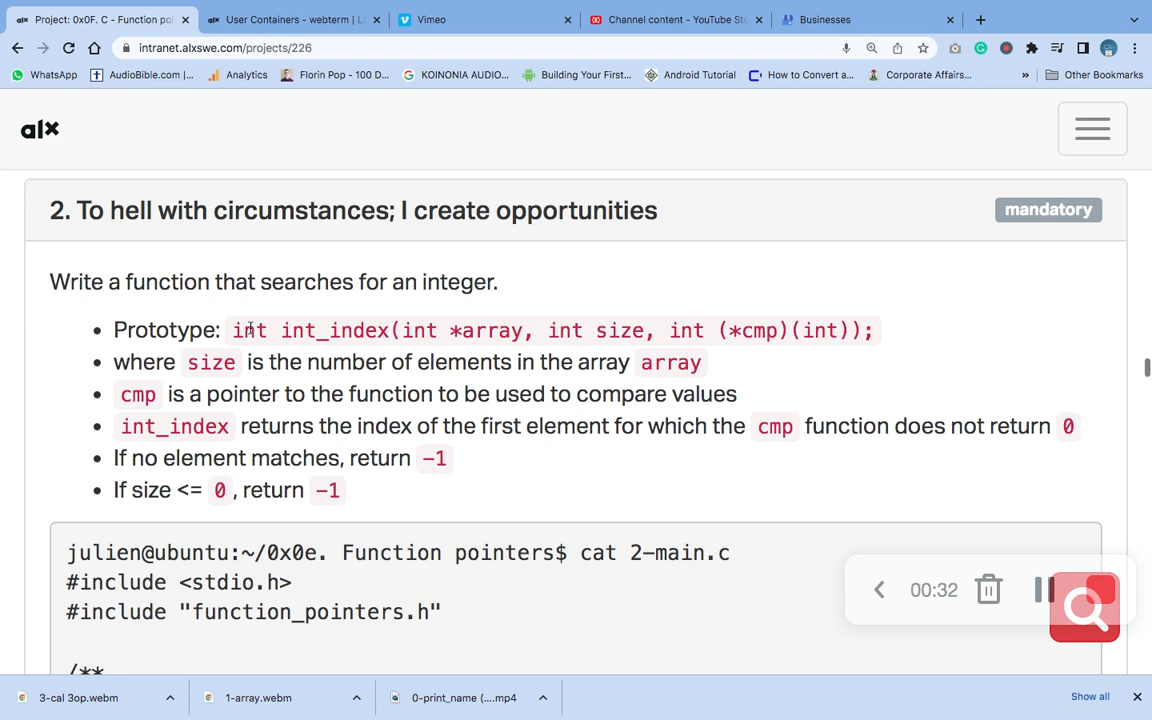 Project: 0x0F. C - Function poi
User Containers - webterm | L
Vimeo
Channel content - YouTube Stu
Businesses
intranet.alxswe.com/projects/226
WhatsApp
AudioBible.com |...
Analytics
Florin Pop - 100 D...
KOINONIA AUDIO...
Building Your First...
Android Tutorial
How to Convert a...
Corporate Affairs...
»
Other Bookmarks
alx
2. To hell with circumstances; I create opportunities
mandatory
Write a function that searches for an integer.
• Prototype: int int_index(int *array, int size, int (*cmp)(int));
• where size is the number of elements in the array array
• cmp is a pointer to the function to be used to compare values
• int_index returns the index of the first element for which the cmp function does not return 0
• If no element matches, return -1
• If size <= 0 , return -1
julien@ubuntu:~/0x0e. Function pointers$ cat 2-main.c
#include <stdio.h>
#include "function_pointers.h"
/**
00:32
3-cal 3op.webm
1-array.webm
0-print_name (....mp4
Show all